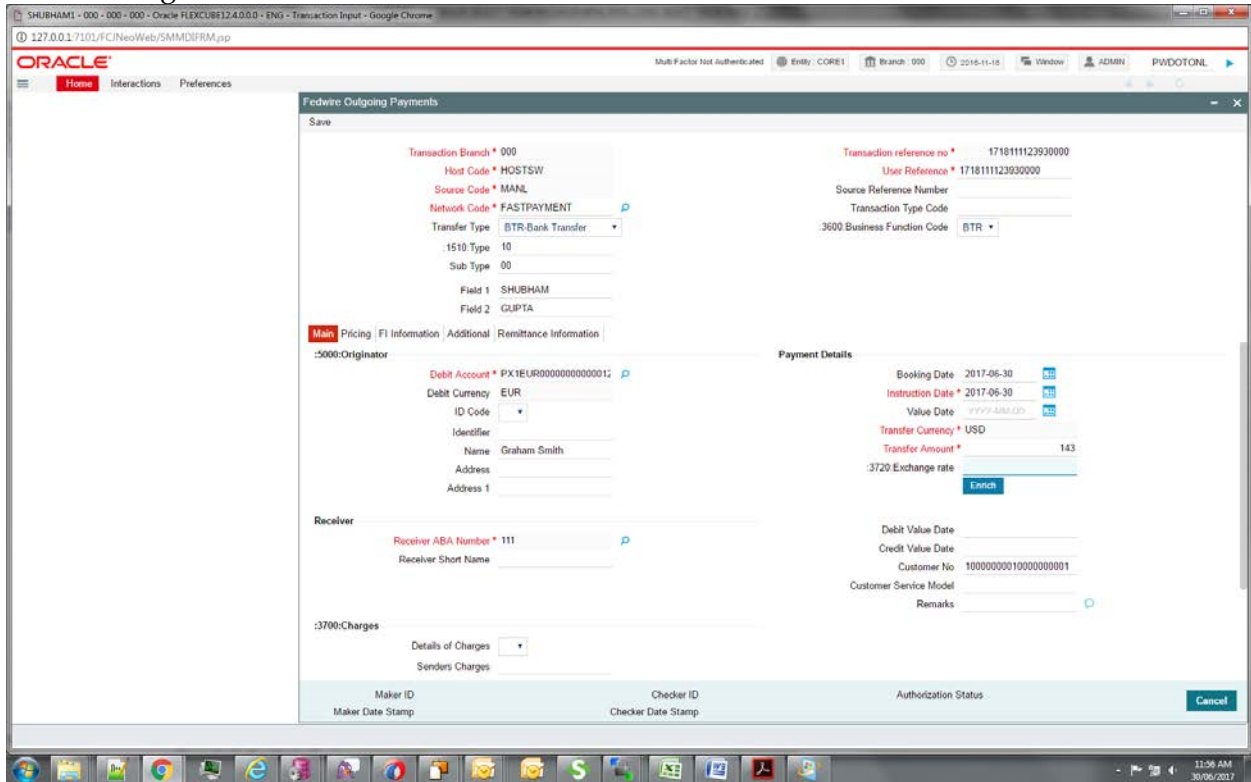 SHUBHAM1 - 000 - 000 - 000 - Oracle FLEXCUBE12.4.0.0.0 - ENG - Transaction Input - Google Chrome
127.0.0.1:7101/FCJNeoWeb/SMMDIFRM.jsp
ORACLE Multi Factor Not Authenticated Entity : CORE1 Branch : 000 2016-11-16 Window ADMIN PWDOTONL
Home Interactions Preferences
Fedwire Outgoing Payments
Save
Transaction Branch * 000 Transaction reference no * 1718111123930000
Host Code * HOSTSW User Reference * 1718111123930000
Source Code * MANL Source Reference Number
Network Code * FASTPAYMENT Transaction Type Code
Transfer Type BTR-Bank Transfer :3600:Business Function Code BTR
:1510:Type 10
Sub Type 00
Field 1 SHUBHAM
Field 2 GUPTA
Main Pricing FI Information Additional Remittance Information
:5000:Originator Payment Details
Debit Account * Booking Date 2017-06-30
Debit Currency EUR Instruction Date * 2017-06-30
ID Code Value Date YYYY-MM-DD
Identifier Transfer Currency * USD
Name Graham Smith Transfer Amount * 143
Address :3720:Exchange rate
Address 1 Enrich
Receiver Debit Value Date
Receiver ABA Number * 111 Credit Value Date
Receiver Short Name Customer No
Customer Service Model
Remarks
:3700:Charges
Details of Charges
Senders Charges
Maker ID Checker ID Authorization Status
Maker Date Stamp Checker Date Stamp Cancel
11:56 AM
30/06/2017